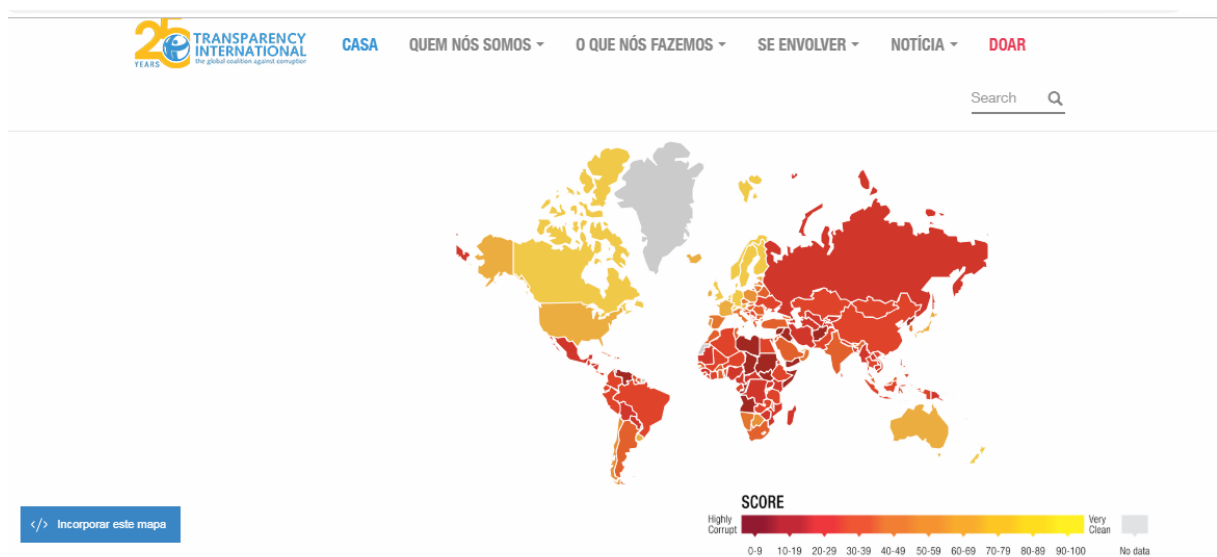 25 YEARS
TRANSPARENCY
INTERNATIONAL
the global coalition against corruption
CASA QUEM NÓS SOMOS O QUE NÓS FAZEMOS SE ENVOLVER NOTÍCIA DOAR
Search
</> Incorporar este mapa
SCORE
Highly Corrupt
Very Clean
0-9 10-19 20-29 30-39 40-49 50-59 60-69 70-79 80-89 90-100 No data